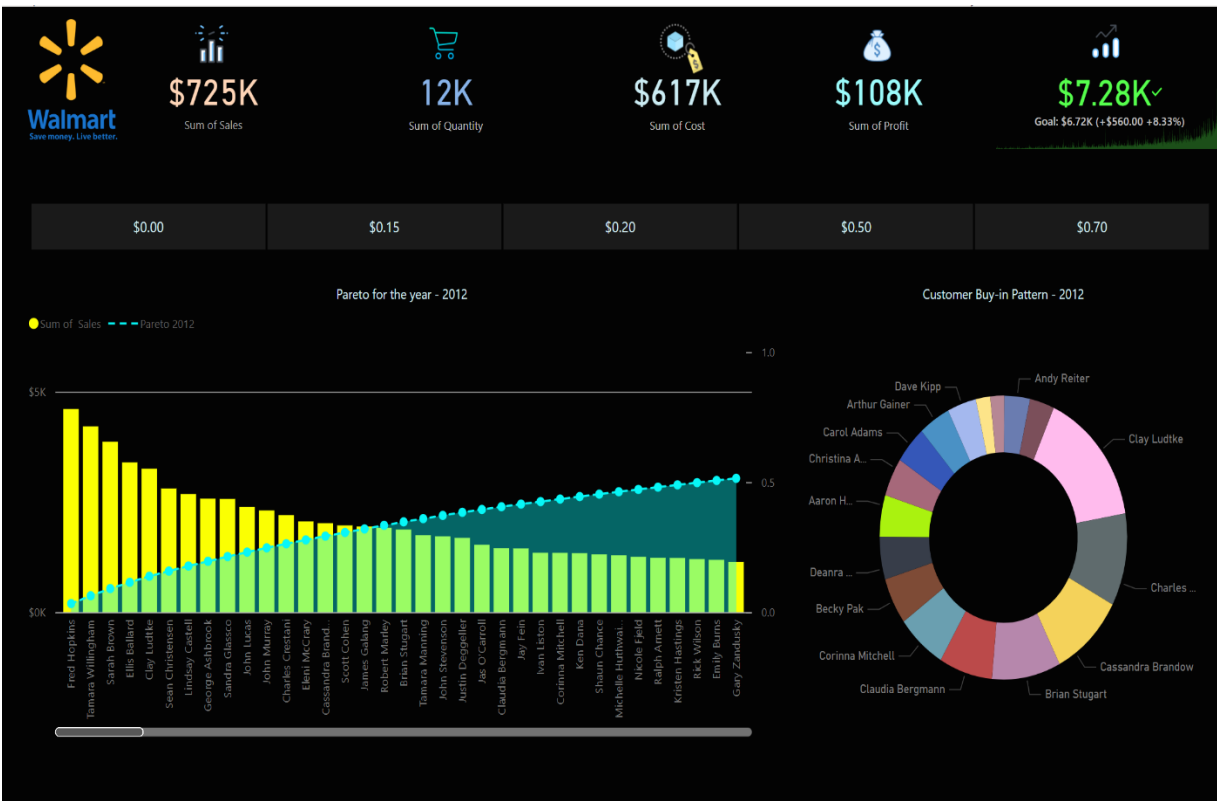 Walmart
Save money. Live better.
$725K
Sum of Sales
12K
Sum of Quantity
$617K
Sum of Cost
$108K
Sum of Profit
$7.28K
Goal: $6.72K (+$560.00 +8.33%)
$0.00
$0.15
$0.20
$0.50
$0.70
Pareto for the year - 2012
Sum of Sales
Pareto 2012
$5K
$0K
1.0
0.5
0.0
Fred Hopkins
Tamara Willingham
Sarah Brown
Ellis Ballard
Clay Ludtke
Sean Christensen
Lindsay Castell
George Ashbrook
Sandra Glassco
John Lucas
John Murray
Charles Crestani
Eleni McCrary
Cassandra Brand...
Scott Cohen
James Galang
Robert Marley
Brian Stugart
Tamara Manning
John Stevenson
Justin Deggeller
Jas O'Carroll
Claudia Bergmann
Jay Fein
Ivan Liston
Corinna Mitchell
Ken Dana
Shaun Chance
Michelle Huthwai...
Nicole Fjeld
Ralph Arnett
Kristen Hastings
Rick Wilson
Emily Burns
Gary Zandusky
Customer Buy-in Pattern - 2012
Andy Reiter
Clay Ludtke
Charles ...
Cassandra Brandow
Brian Stugart
Claudia Bergmann
Corinna Mitchell
Becky Pak
Deanra ...
Aaron H...
Christina A...
Carol Adams
Arthur Gainer
Dave Kipp